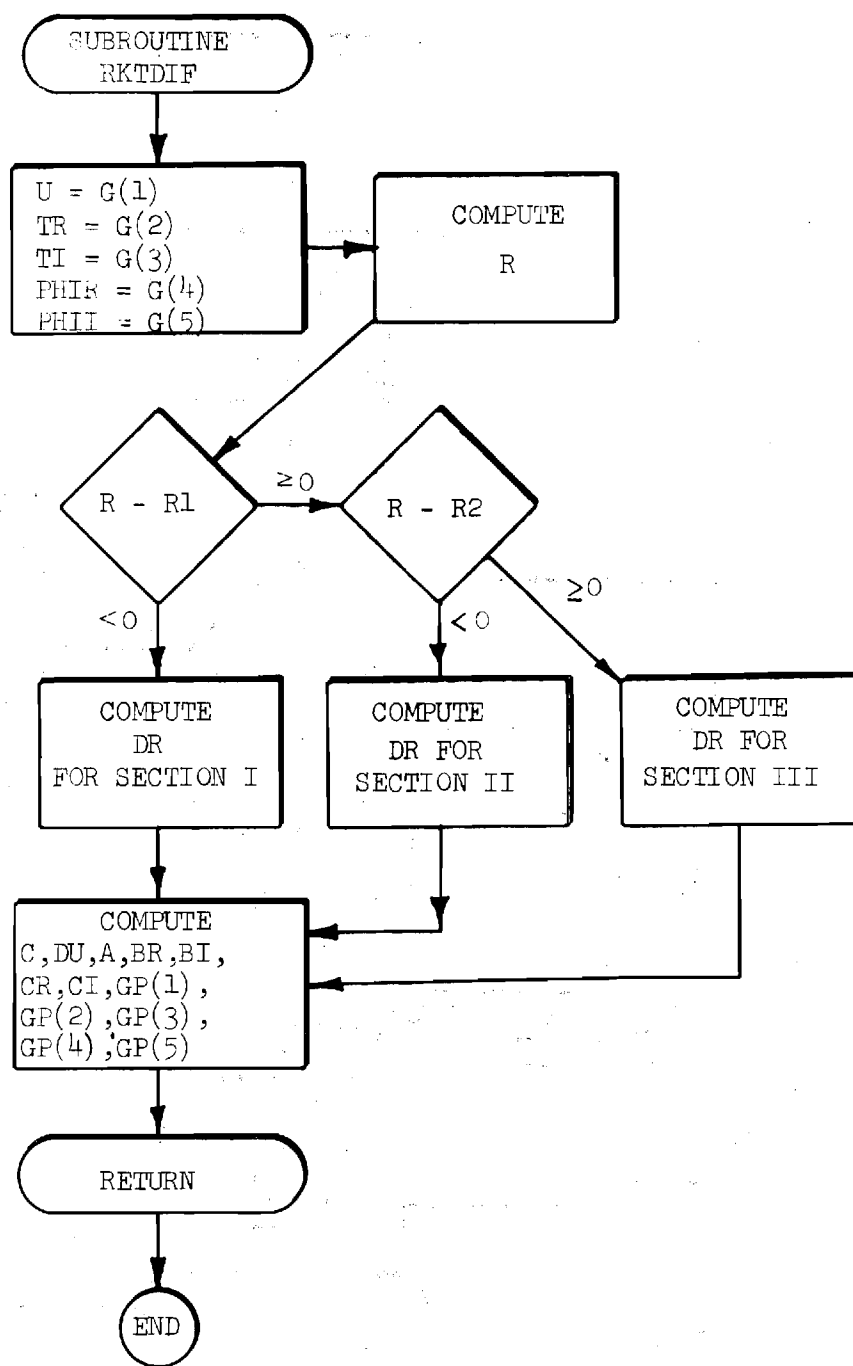 SUBROUTINE
RKTDIF
U = G(1)
TR = G(2)
TI = G(3)
PHIR = G(4)
PHII = G(5)
COMPUTE
R
R - R1
≥0
R - R2
<0
<0
≥0
COMPUTE
DR
FOR SECTION I
COMPUTE
DR FOR
SECTION II
COMPUTE
DR FOR
SECTION III
COMPUTE
C,DU,A,BR,BI,
CR,CI,GP(1),
GP(2),GP(3),
GP(4),GP(5)
RETURN
END